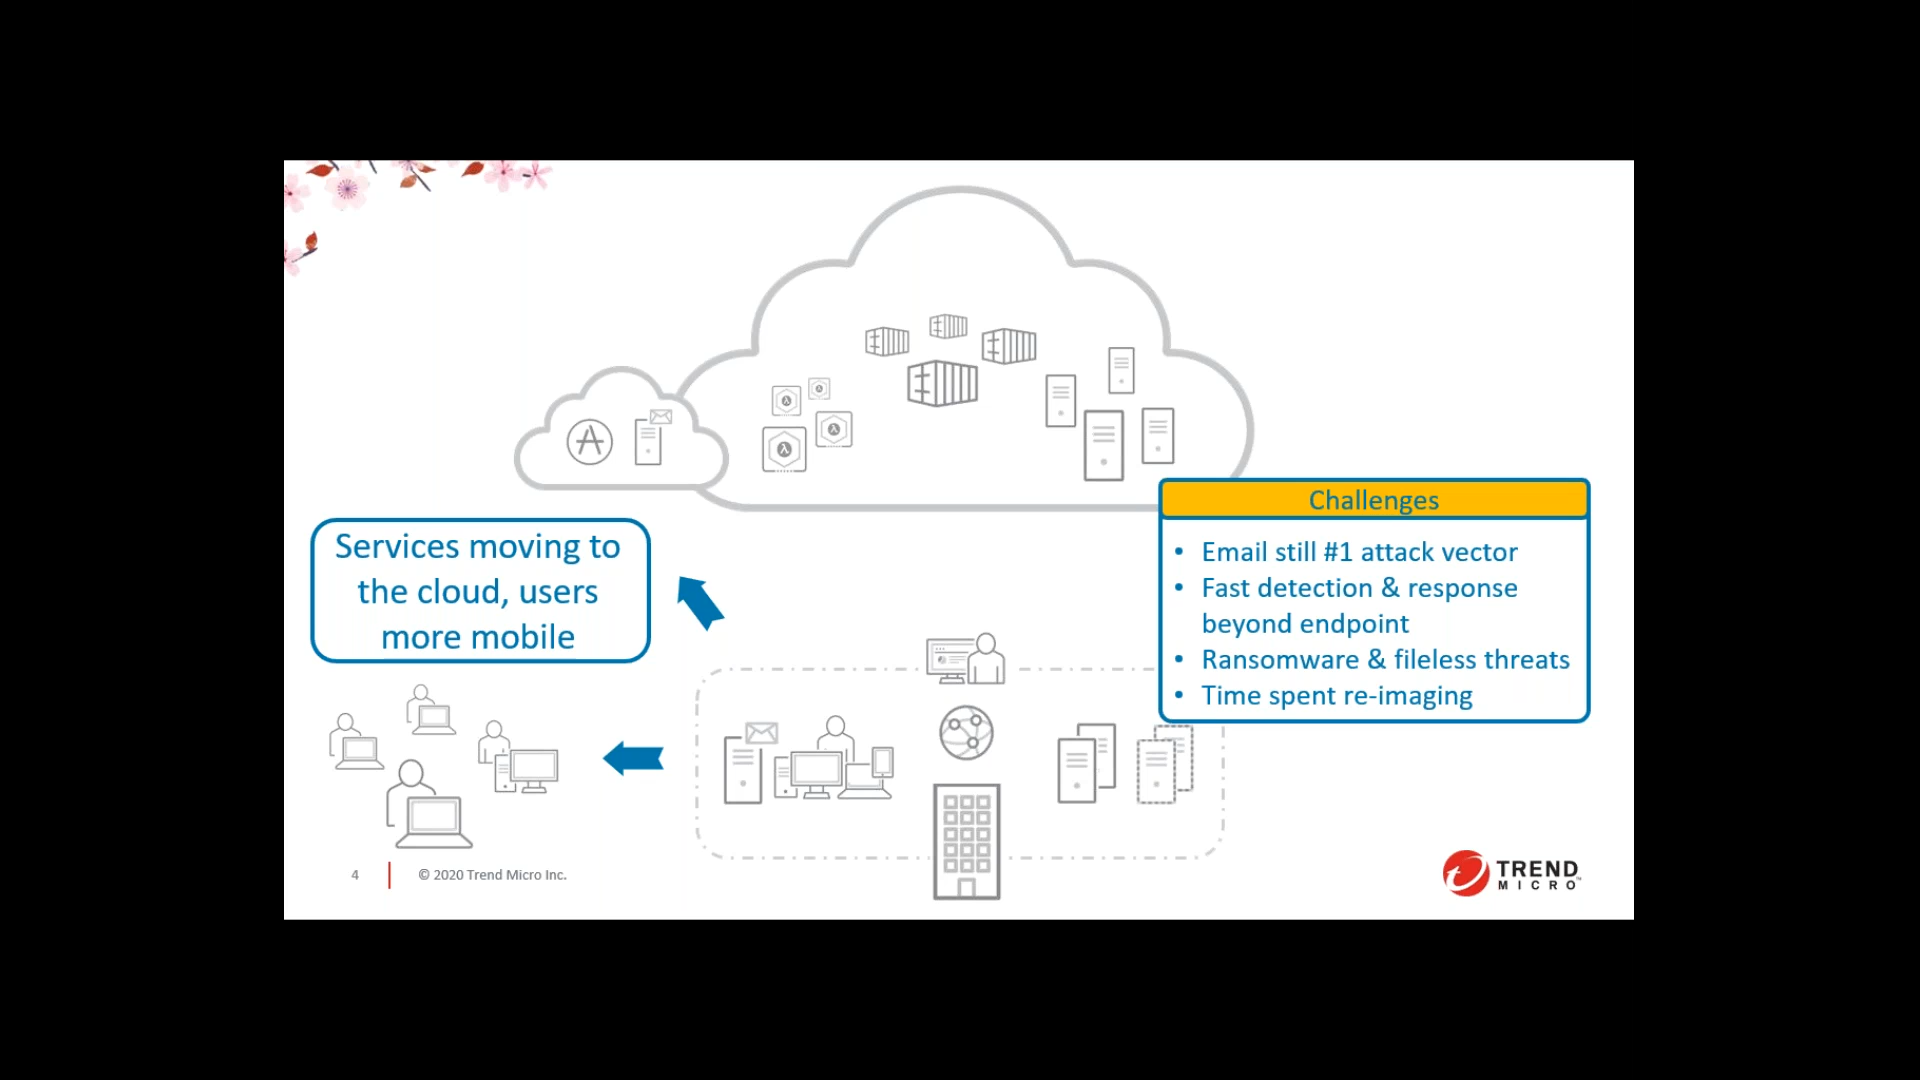 Services moving to
the cloud, users
more mobile
Challenges
• Email still #1 attack vector
• Fast detection & response
beyond endpoint
• Ransomware & fileless threats
• Time spent re-imaging
4
© 2020 Trend Micro Inc.
TREND
MICRO™